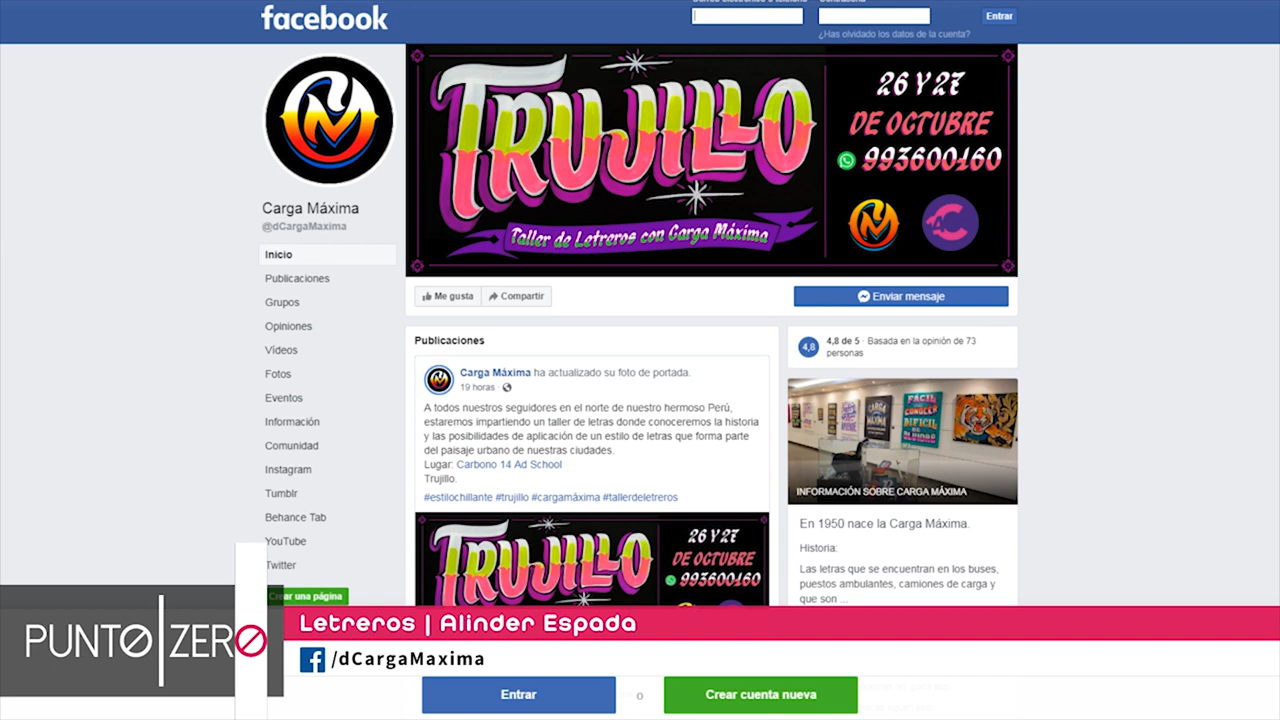 facebook
Entrar
¿Has olvidado los datos de la cuenta?
TRUJILLO
Taller de Letreros con Carga Máxima
26 Y 27
DE OCTUBRE
993600160
Carga Máxima
@dCargaMaxima
Inicio
Publicaciones
Grupos
Opiniones
Vídeos
Fotos
Eventos
Información
Comunidad
Instagram
Tumblr
Behance Tab
YouTube
Twitter
Crear una página
Me gusta
Compartir
Enviar mensaje
Publicaciones
Carga Máxima ha actualizado su foto de portada.
19 horas
A todos nuestros seguidores en el norte de nuestro hermoso Perú,
estaremos impartiendo un taller de letras donde conoceremos la historia
y las posibilidades de aplicación de un estilo de letras que forma parte
del paisaje urbano de nuestras ciudades.
Lugar: Carbono 14 Ad School
Trujillo.
#estilochillante #trujillo #cargamáxima #tallerdeletreros
TRUJILLO
26 Y 27
DE OCTUBRE
993600160
4,8
4,8 de 5 · Basada en la opinión de 73
personas
CARGA
MÁXIMA
FÁCIL
CONOCER
DIFÍCIL
DE
OLVIDAR
INFORMACIÓN SOBRE CARGA MÁXIMA
En 1950 nace la Carga Máxima.
Historia:
Las letras que se encuentran en los buses,
puestos ambulantes, camiones de carga y
que son ...
PUNTO|ZERO
Letreros | Alinder Espada
/dCargaMaxima
Entrar
o
Crear cuenta nueva